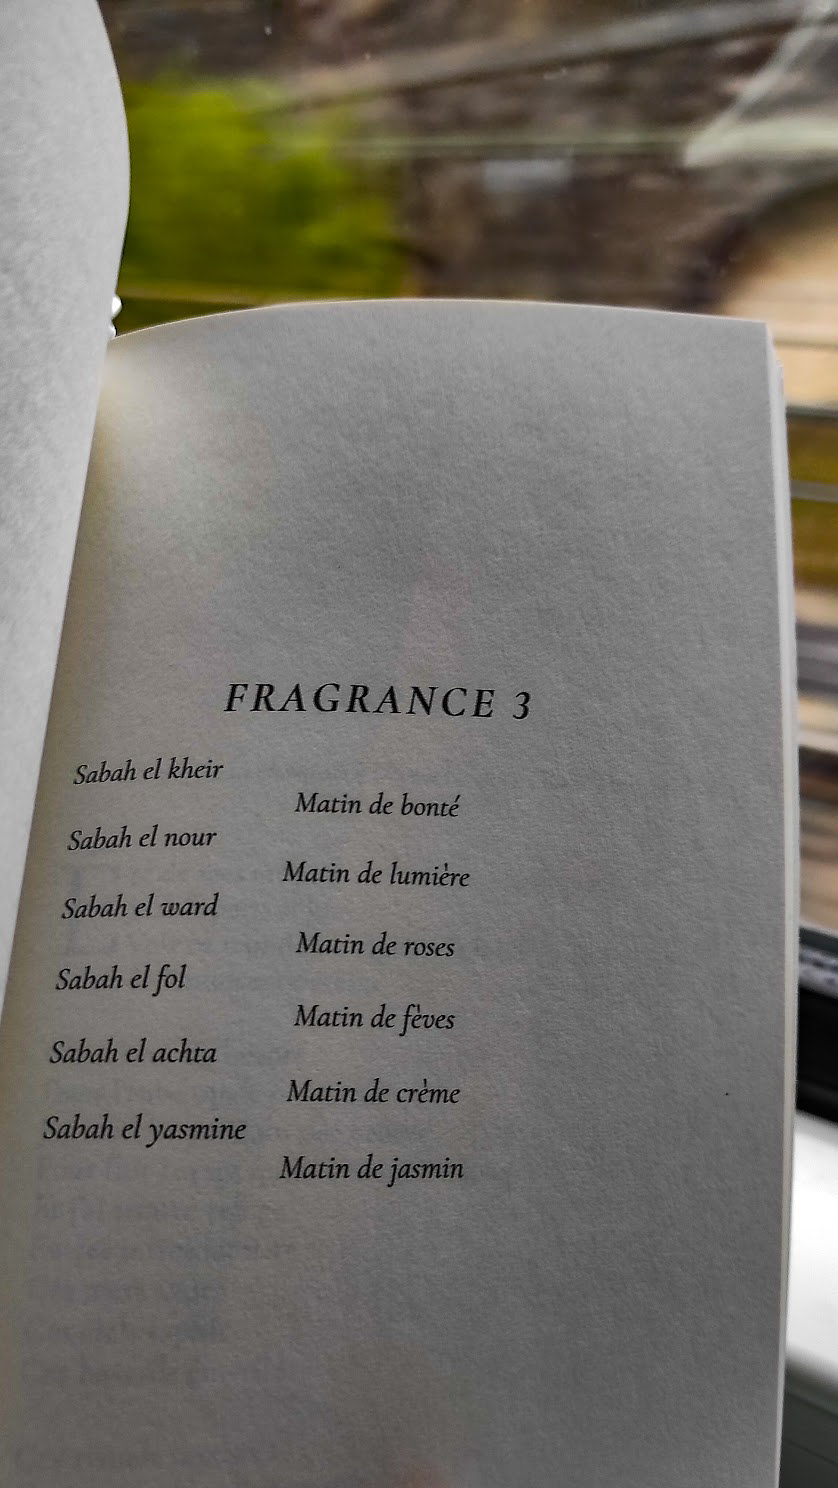 FRAGRANCE 3
Sabah el kheir
Matin de bonté
Sabah el nour
Matin de lumière
Sabah el ward
Matin de roses
Sabah el fol
Matin de fèves
Sabah el achta
Matin de crème
Sabah el yasmine
Matin de jasmin